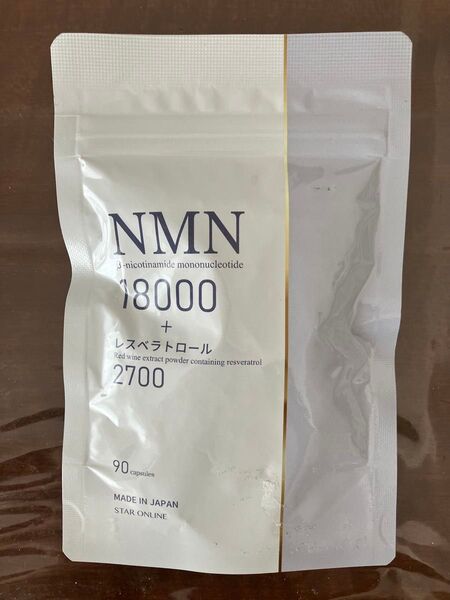 NMN
β-nicotinamide mononucleotide
18000
+
レスベラトロール
Red wine extract powder containing resveratrol
2700
90 capsules
MADE IN JAPAN
STAR ONLINE